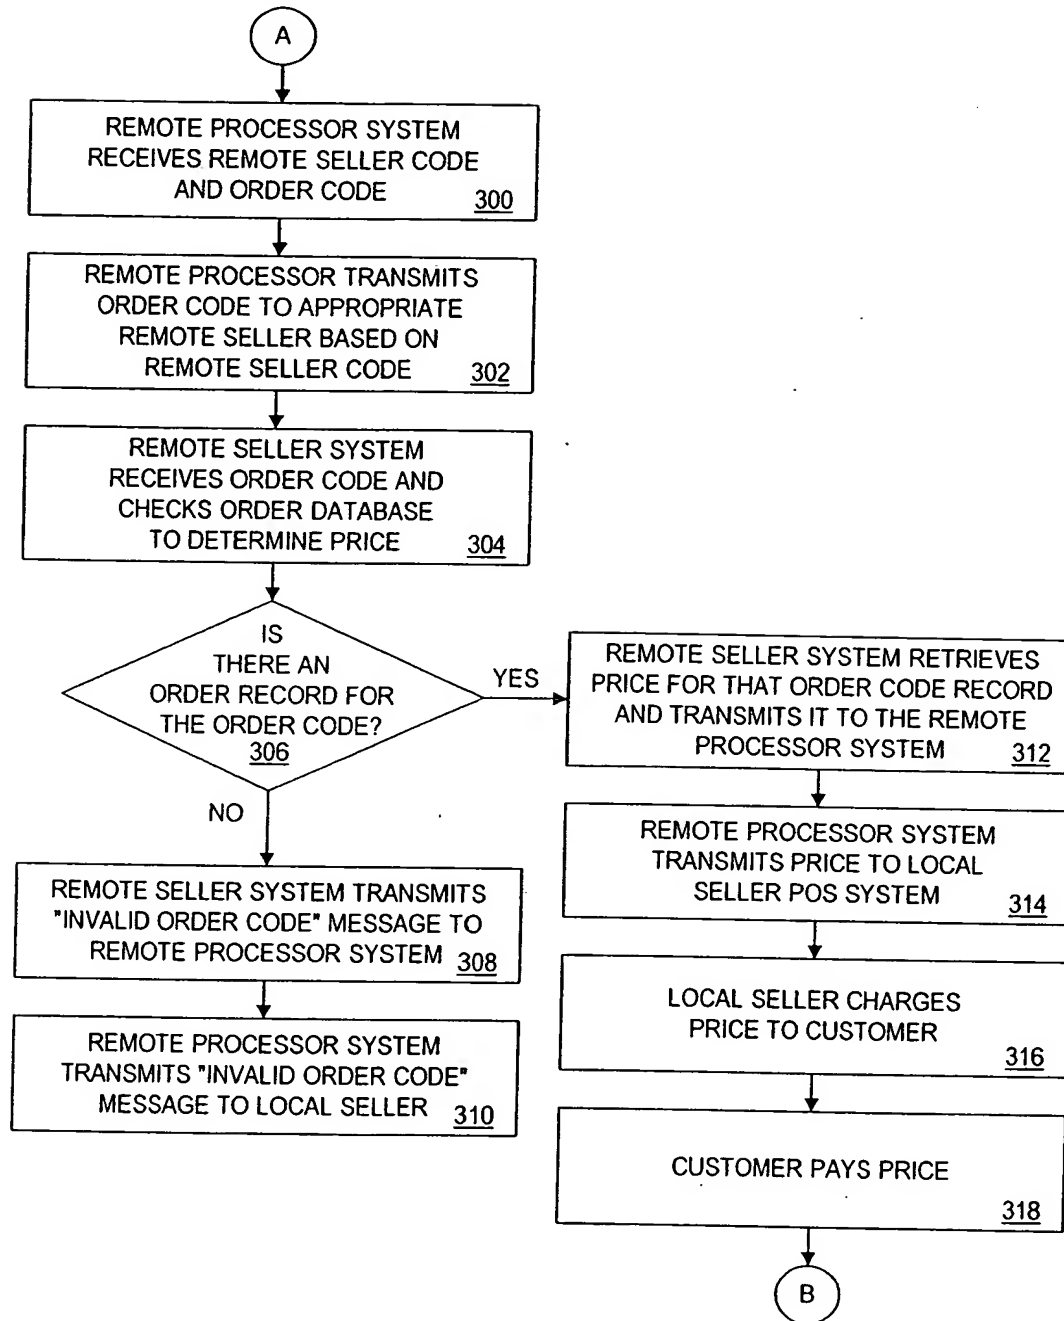 A
REMOTE PROCESSOR SYSTEM
RECEIVES REMOTE SELLER CODE
AND ORDER CODE
300
REMOTE PROCESSOR TRANSMITS
ORDER CODE TO APPROPRIATE
REMOTE SELLER BASED ON
REMOTE SELLER CODE
302
REMOTE SELLER SYSTEM
RECEIVES ORDER CODE AND
CHECKS ORDER DATABASE
TO DETERMINE PRICE
304
IS
THERE AN
ORDER RECORD FOR
THE ORDER CODE?
306
YES
NO
REMOTE SELLER SYSTEM TRANSMITS
"INVALID ORDER CODE" MESSAGE TO
REMOTE PROCESSOR SYSTEM
308
REMOTE PROCESSOR SYSTEM
TRANSMITS "INVALID ORDER CODE"
MESSAGE TO LOCAL SELLER
310
REMOTE SELLER SYSTEM RETRIEVES
PRICE FOR THAT ORDER CODE RECORD
AND TRANSMITS IT TO THE REMOTE
PROCESSOR SYSTEM
312
REMOTE PROCESSOR SYSTEM
TRANSMITS PRICE TO LOCAL
SELLER POS SYSTEM
314
LOCAL SELLER CHARGES
PRICE TO CUSTOMER
316
CUSTOMER PAYS PRICE
318
B